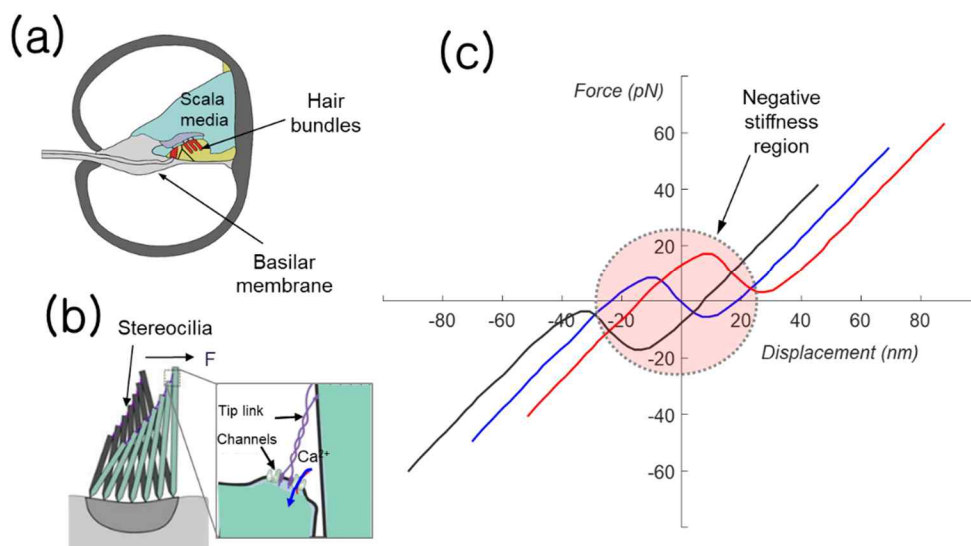 (a)
Scala
media
Hair
bundles
Basilar
membrane
(b)
Stereocilia
F
Tip link
Channels
Ca2+
(c)
Force (pN)
Negative
stiffness
region
60
40
20
-80
-60
-40
-20
20
40
60
80
Displacement (nm)
-20
-40
-60